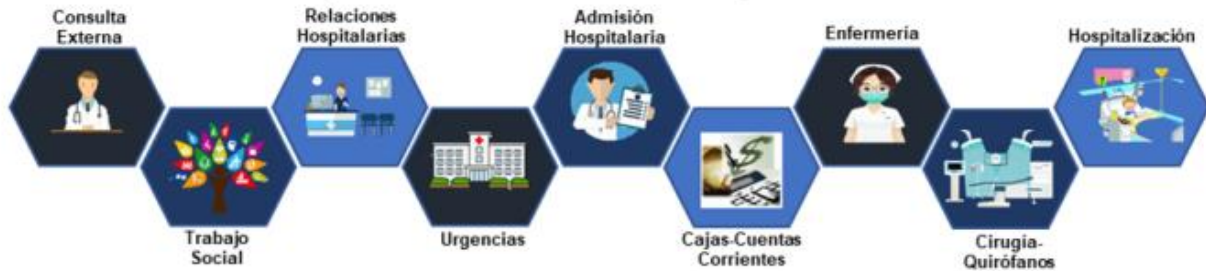 Consulta
Externa
Trabajo
Social
Relaciones
Hospitalarias
Urgencias
Admisión
Hospitalaria
Cajas-Cuentas
Corrientes
Enfermería
Cirugía-
Quirófanos
Hospitalización